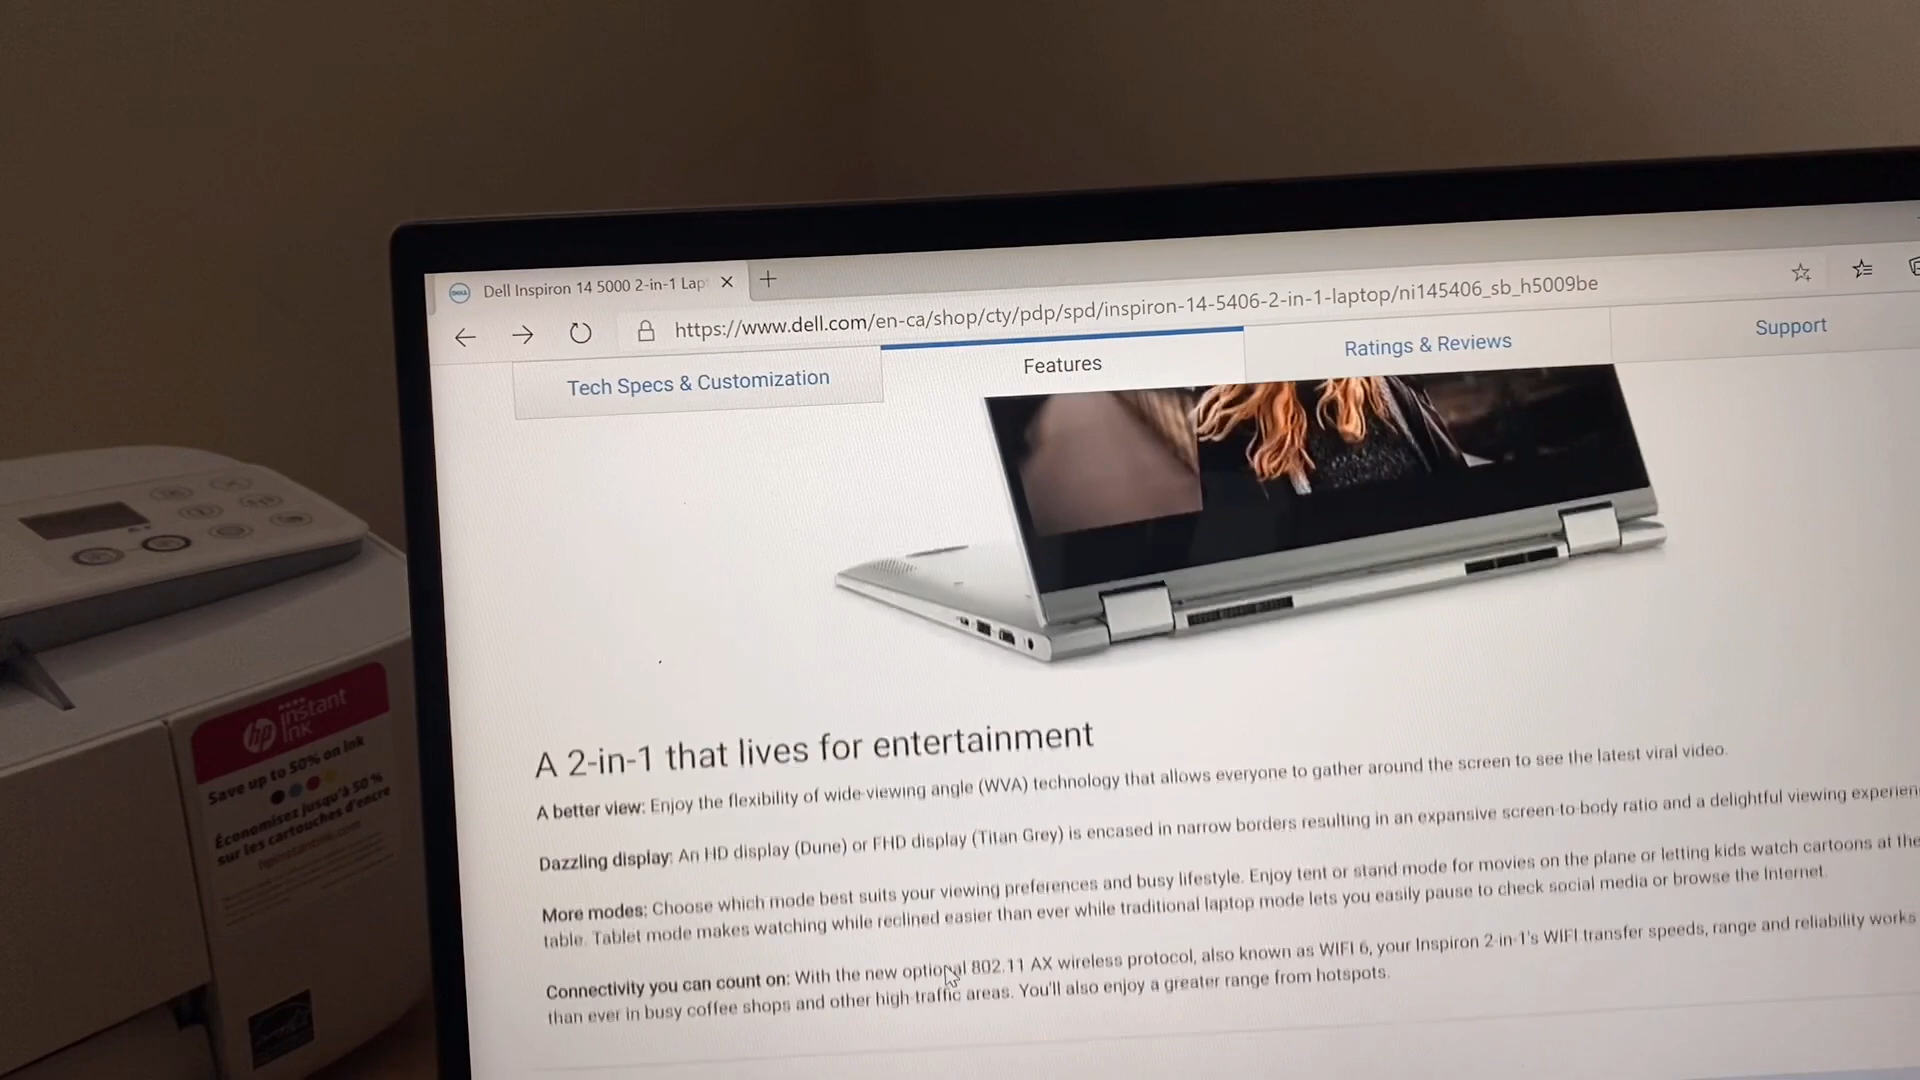 Dell Inspiron 14 5000 2-in-1 Lap
https://www.dell.com/en-ca/shop/cty/pdp/spd/inspiron-14-5406-2-in-1-laptop/ni145406_sb_h5009be
Tech Specs & Customization
Features
Ratings & Reviews
Support
A 2-in-1 that lives for entertainment
A better view: Enjoy the flexibility of wide-viewing angle (WVA) technology that allows everyone to gather around the screen to see the latest viral video.
Dazzling display: An HD display (Dune) or FHD display (Titan Grey) is encased in narrow borders resulting in an expansive screen-to-body ratio and a delightful viewing experien
More modes: Choose which mode best suits your viewing preferences and busy lifestyle. Enjoy tent or stand mode for movies on the plane or letting kids watch cartoons at the
table. Tablet mode makes watching while reclined easier than ever while traditional laptop mode lets you easily pause to check social media or browse the Internet.
Connectivity you can count on: With the new optional 802.11 AX wireless protocol, also known as WIFI 6, your Inspiron 2-in-1's WIFI transfer speeds, range and reliability works
than ever in busy coffee shops and other high-traffic areas. You'll also enjoy a greater range from hotspots.
hp instant
ink
Save up to 50% on ink
Économisez jusqu'à 50 %
sur les cartouches d'encre
hpinstantink.com